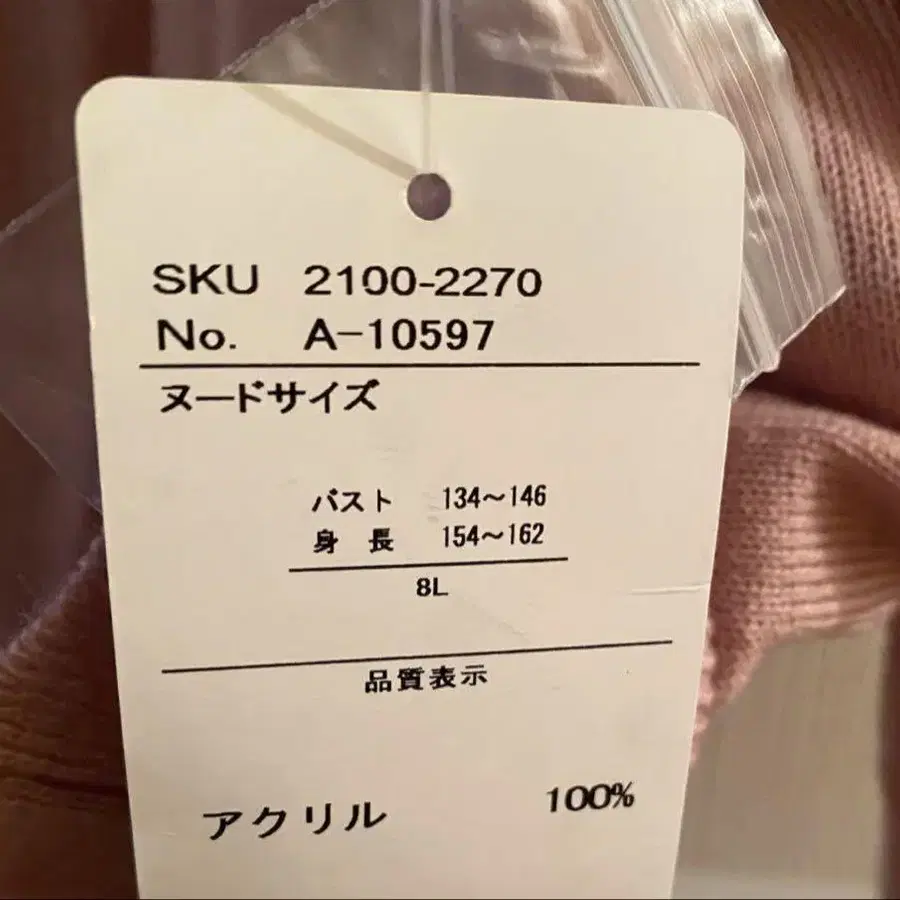 SKU 2100-2270
No. A-10597
ヌードサイズ
バスト 134～146
身長 154～162
8L
品質表示
アクリル 100%